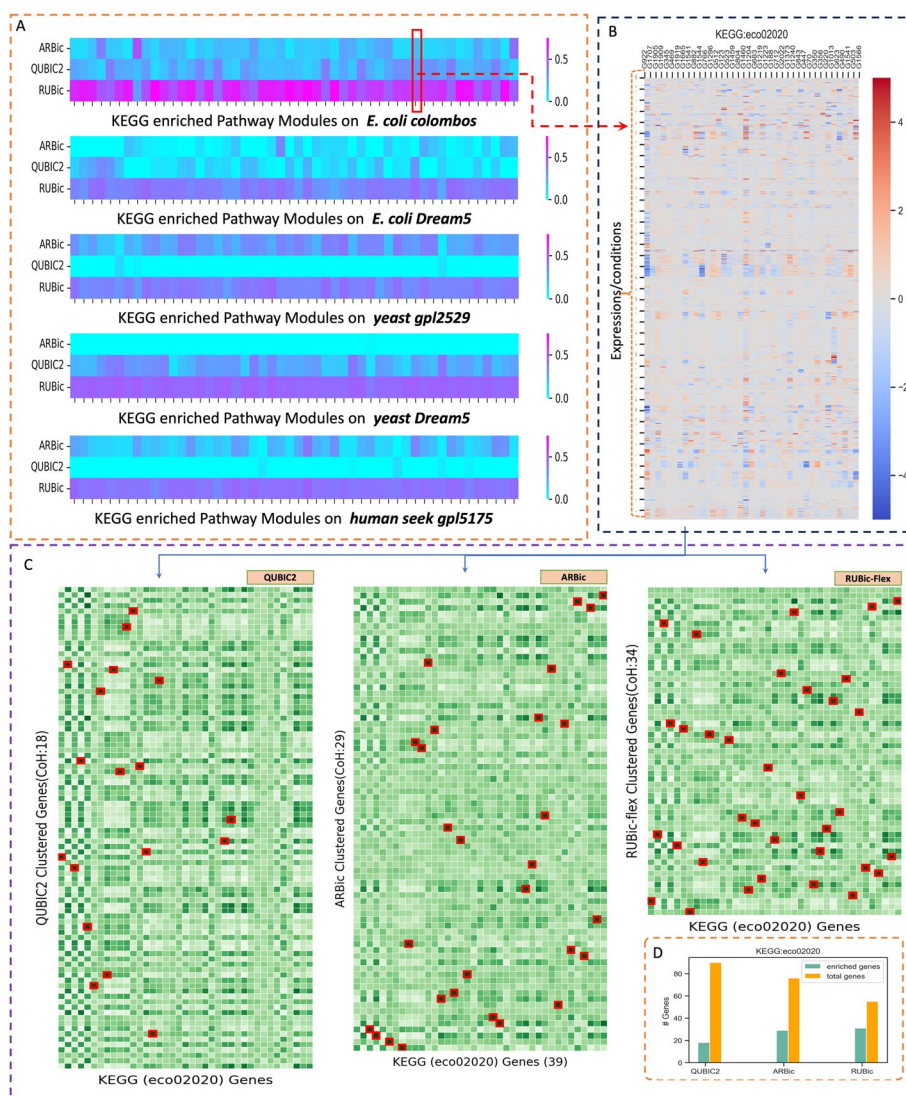 A
ARBic
QUBIC2
RUBic
0.5
0.0
KEGG enriched Pathway Modules on E. coli colombos
ARBic
QUBIC2
RUBic
0.5
0.0
KEGG enriched Pathway Modules on E. coli Dream5
ARBic
QUBIC2
RUBic
0.5
0.0
KEGG enriched Pathway Modules on yeast gpl2529
ARBic
QUBIC2
RUBic
0.5
0.0
KEGG enriched Pathway Modules on yeast Dream5
ARBic
QUBIC2
RUBic
0.5
0.0
KEGG enriched Pathway Modules on human seek gpl5175
B
KEGG:eco02020
Expressions/conditions
4
2
0
−2
−4
C
QUBIC2
QUBIC2 Clustered Genes(CoH:18)
KEGG (eco02020) Genes
ARBic
ARBic Clustered Genes(CoH:29)
KEGG (eco02020) Genes (39)
RUBic-Flex
RUBic-flex Clustered Genes(CoH:34)
KEGG (eco02020) Genes
D
KEGG:eco02020
enriched genes
total genes
# Genes
80
60
40
20
0
QUBIC2
ARBic
RUBic